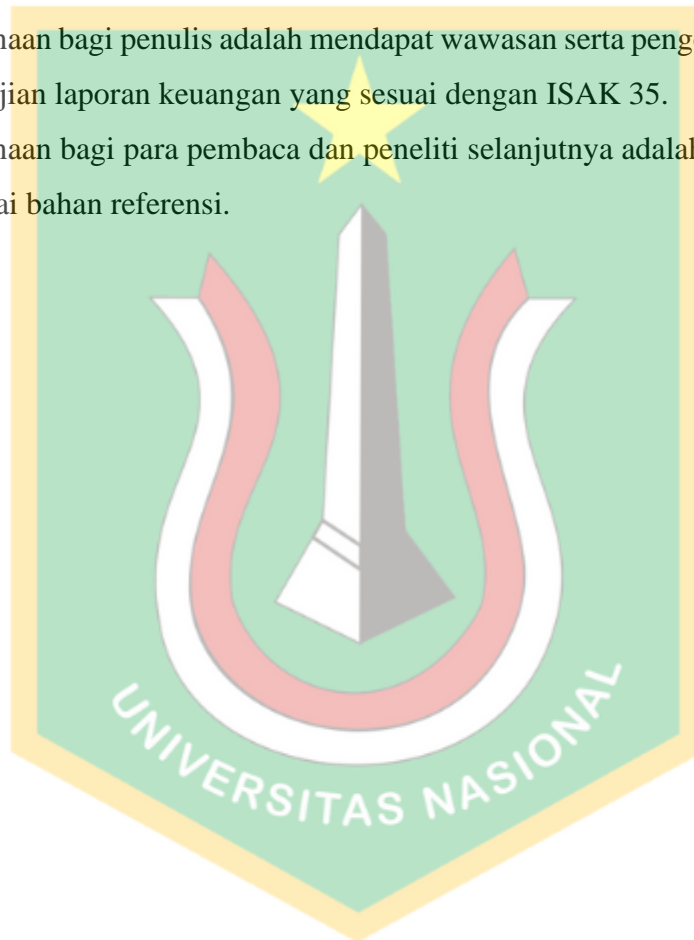 naan bagi penulis adalah mendapat wawasan serta peng
jian laporan keuangan yang sesuai dengan ISAK 35.
naan bagi para pembaca dan peneliti selanjutnya adalah
ai bahan referensi.
UNIVERSITAS NASIONAL